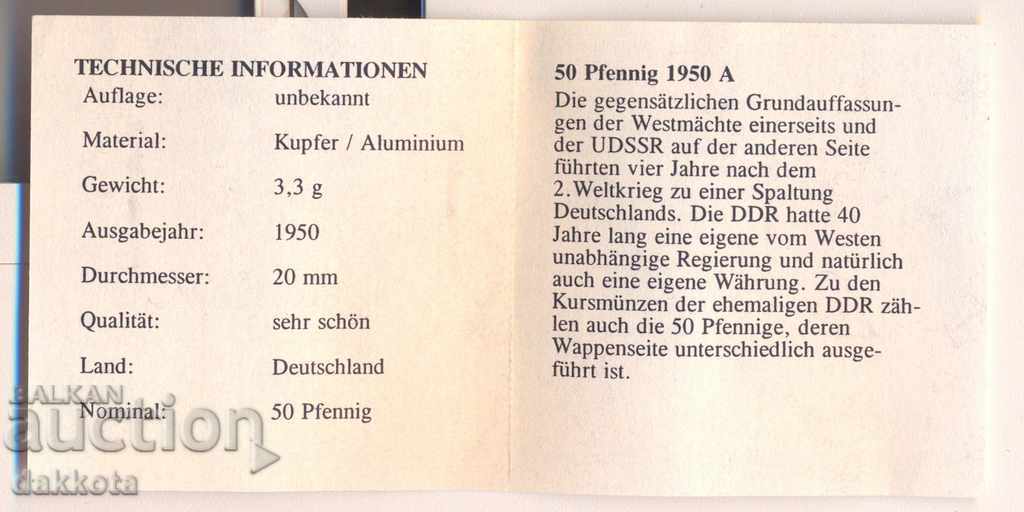 TECHNISCHE INFORMATIONEN
Auflage: unbekannt
Material: Kupfer / Aluminium
Gewicht: 3,3 g
Ausgabejahr: 1950
Durchmesser: 20 mm
Qualität: sehr schön
Land: Deutschland
Nominal: 50 Pfennig
50 Pfennig 1950 A
Die gegensätzlichen Grundauffassun-
gen der Westmächte einerseits und
der UDSSR auf der anderen Seite
führten vier Jahre nach dem
2.Weltkrieg zu einer Spaltung
Deutschlands. Die DDR hatte 40
Jahre lang eine eigene vom Westen
unabhängige Regierung und natürlich
auch eine eigene Währung. Zu den
Kursmünzen der ehemaligen DDR zäh-
len auch die 50 Pfennige, deren
Wappenseite unterschiedlich ausge-
führt ist.
BALKAN
auction
dakkota